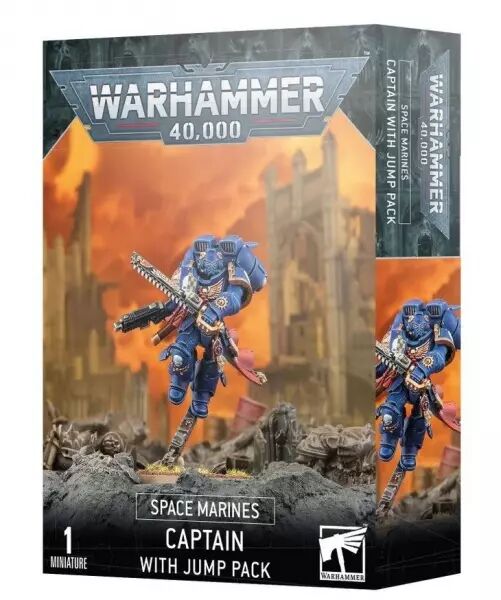 WARHAMMER
40,000
SPACE MARINES
CAPTAIN
WITH JUMP PACK
1
MINIATURE
WARHAMMER
WARHAMMER
40,000
SPACE MARINES
CAPTAIN WITH JUMP PACK